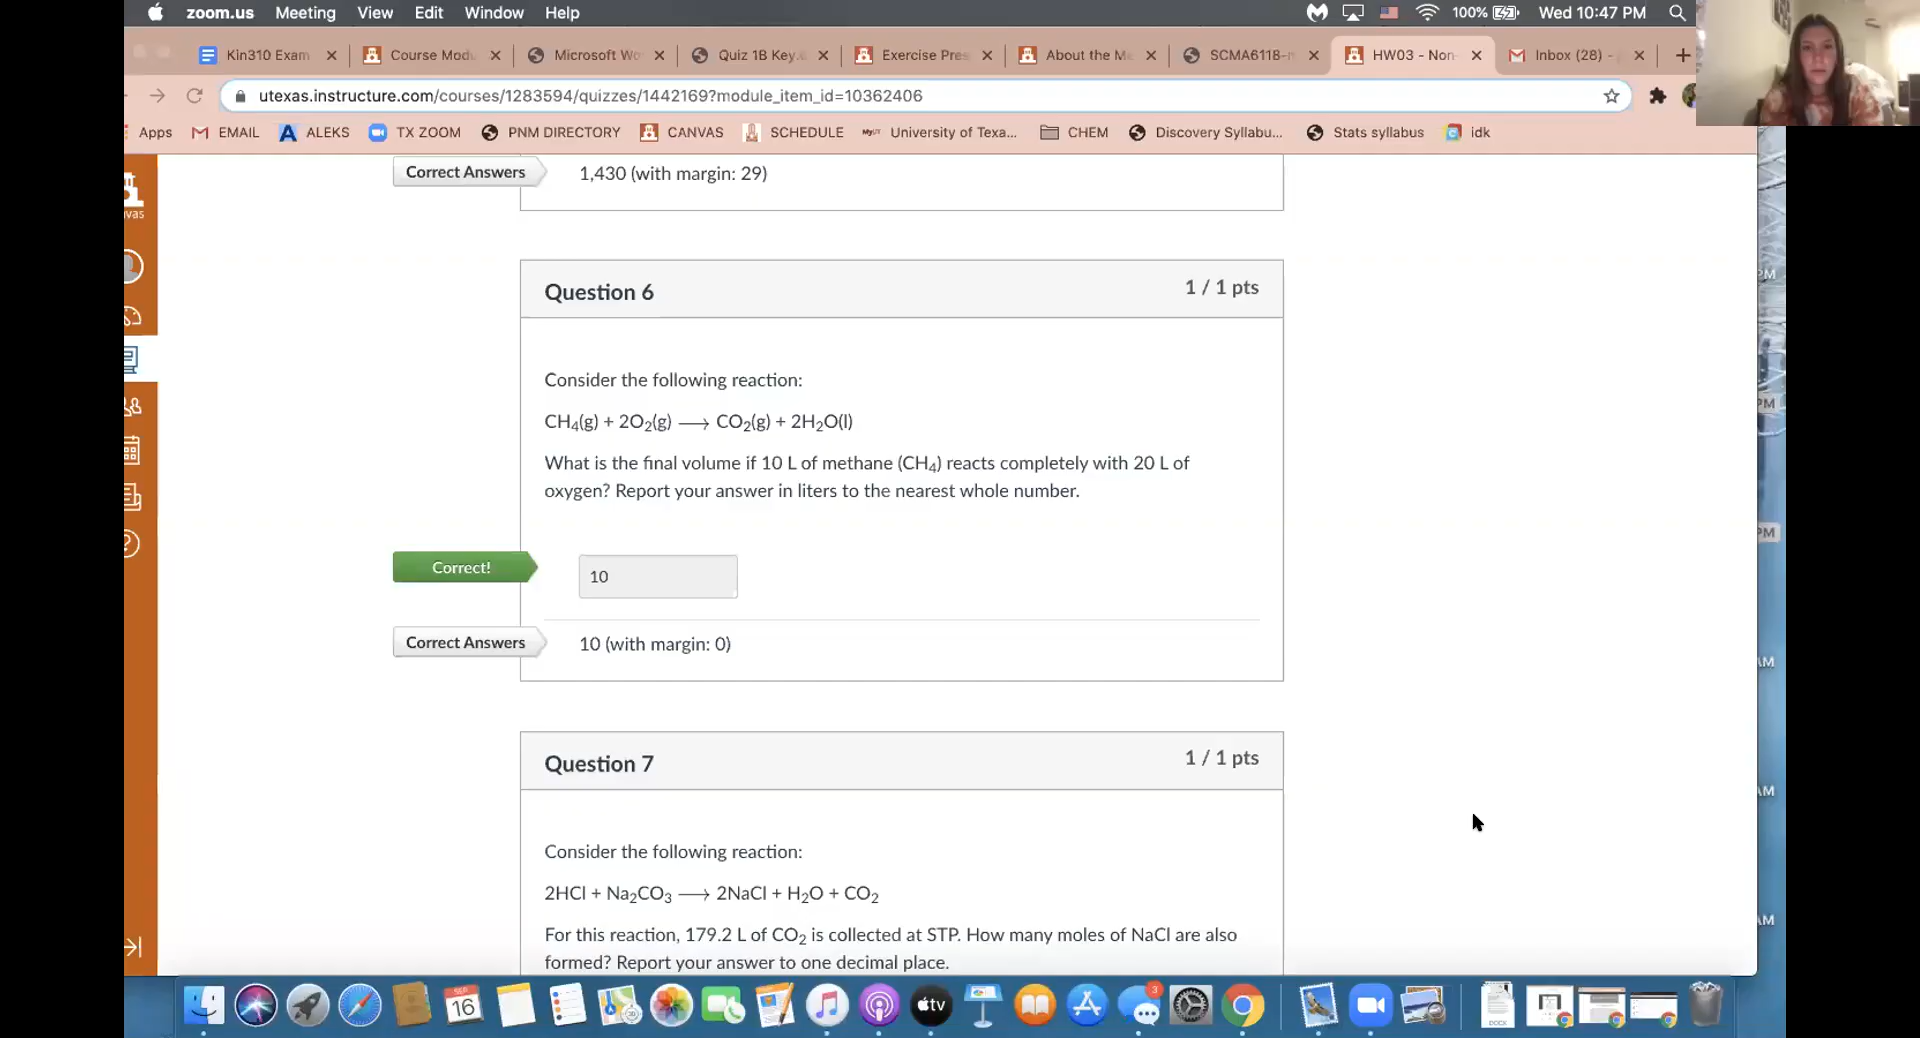 zoom.us Meeting View Edit Window Help 100% Wed 10:47 PM
Kin310 Exam Course Modu Microsoft Wo Quiz 1B Key. Exercise Pres About the Me SCMA6118- HW03 - Non- Inbox (28) -
utexas.instructure.com/courses/1283594/quizzes/1442169?module_item_id=10362406
Apps EMAIL ALEKS TX ZOOM PNM DIRECTORY CANVAS SCHEDULE University of Texa... CHEM Discovery Syllabu... Stats syllabus idk
Correct Answers 1,430 (with margin: 29)
vas
Question 6 1 / 1 pts
Consider the following reaction:
CH₄(g) + 2O₂(g) ⟶ CO₂(g) + 2H₂O(l)
What is the final volume if 10 L of methane (CH₄) reacts completely with 20 L of
oxygen? Report your answer in liters to the nearest whole number.
Correct! 10
Correct Answers 10 (with margin: 0)
Question 7 1 / 1 pts
Consider the following reaction:
2HCl + Na₂CO₃ ⟶ 2NaCl + H₂O + CO₂
For this reaction, 179.2 L of CO₂ is collected at STP. How many moles of NaCl are also
formed? Report your answer to one decimal place.
SEP
16
tv
3
DOCX